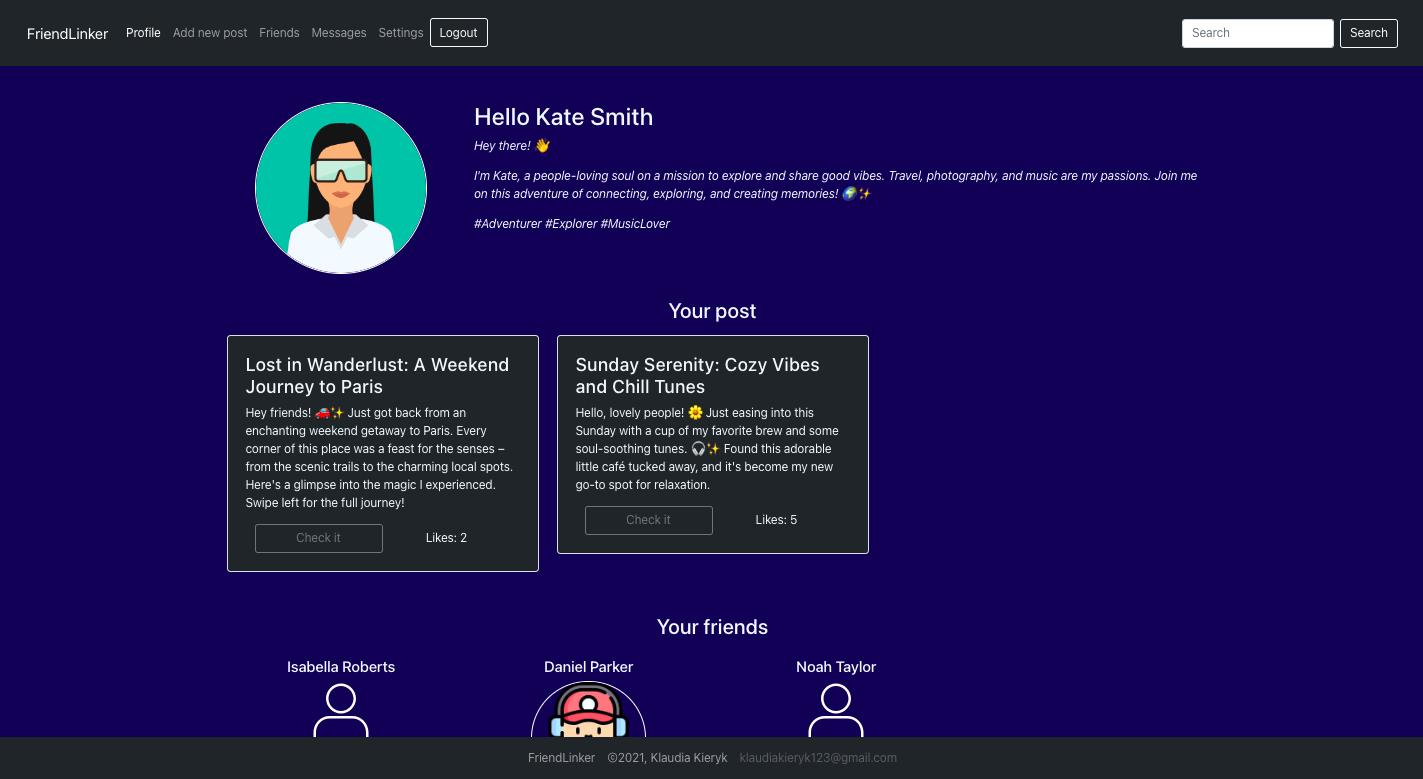 FriendLinker Profile Add new post Friends Messages Settings Logout Search Search
Hello Kate Smith
Hey there! 👋
I'm Kate, a people-loving soul on a mission to explore and share good vibes. Travel, photography, and music are my passions. Join me
on this adventure of connecting, exploring, and creating memories! 🌍✨
#Adventurer #Explorer #MusicLover
Your post
Lost in Wanderlust: A Weekend
Journey to Paris
Hey friends! 🚗✨ Just got back from an
enchanting weekend getaway to Paris. Every
corner of this place was a feast for the senses –
from the scenic trails to the charming local spots.
Here's a glimpse into the magic I experienced.
Swipe left for the full journey!
Check it Likes: 2
Sunday Serenity: Cozy Vibes
and Chill Tunes
Hello, lovely people! 🌼 Just easing into this
Sunday with a cup of my favorite brew and some
soul-soothing tunes. 🎧✨ Found this adorable
little café tucked away, and it's become my new
go-to spot for relaxation.
Check it Likes: 5
Your friends
Isabella Roberts Daniel Parker Noah Taylor
FriendLinker ©2021, Klaudia Kieryk klaudiakieryk123@gmail.com